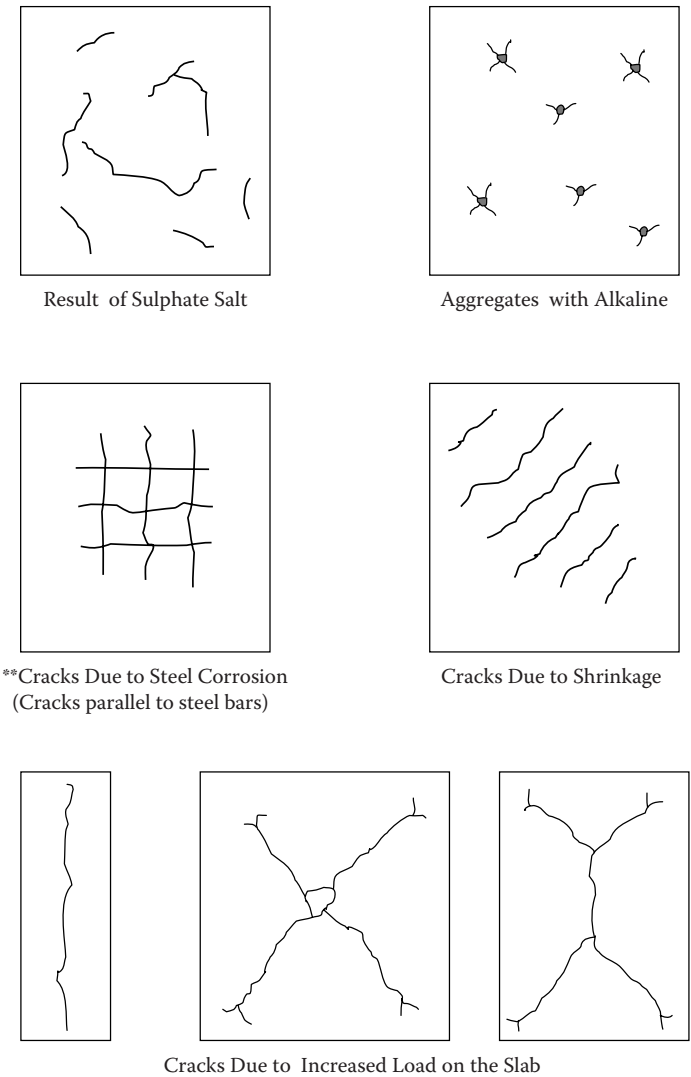 Result of Sulphate Salt
Aggregates with Alkaline
**Cracks Due to Steel Corrosion
(Cracks parallel to steel bars)
Cracks Due to Shrinkage
Cracks Due to Increased Load on the Slab